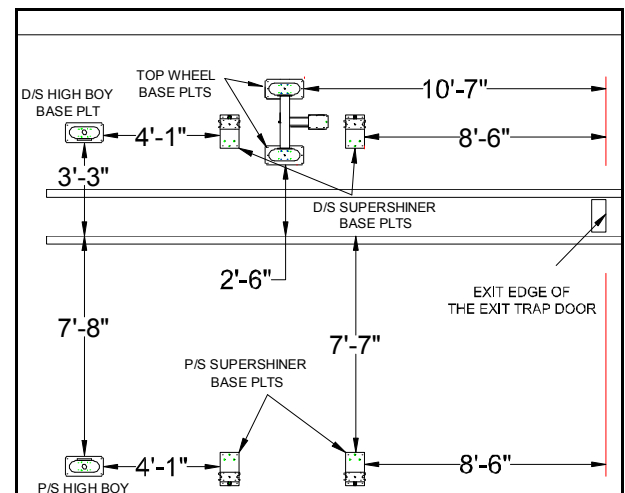 TOP WHEEL
BASE PLTS
10'-7"
D/S HIGH BOY
BASE PLT
4'-1"
8'-6"
3'-3"
D/S SUPERSHINER
BASE PLTS
2'-6"
EXIT EDGE OF
THE EXIT TRAP DOOR
7'-8"
7'-7"
P/S SUPERSHINER
BASE PLTS
4'-1"
8'-6"
P/S HIGH BOY